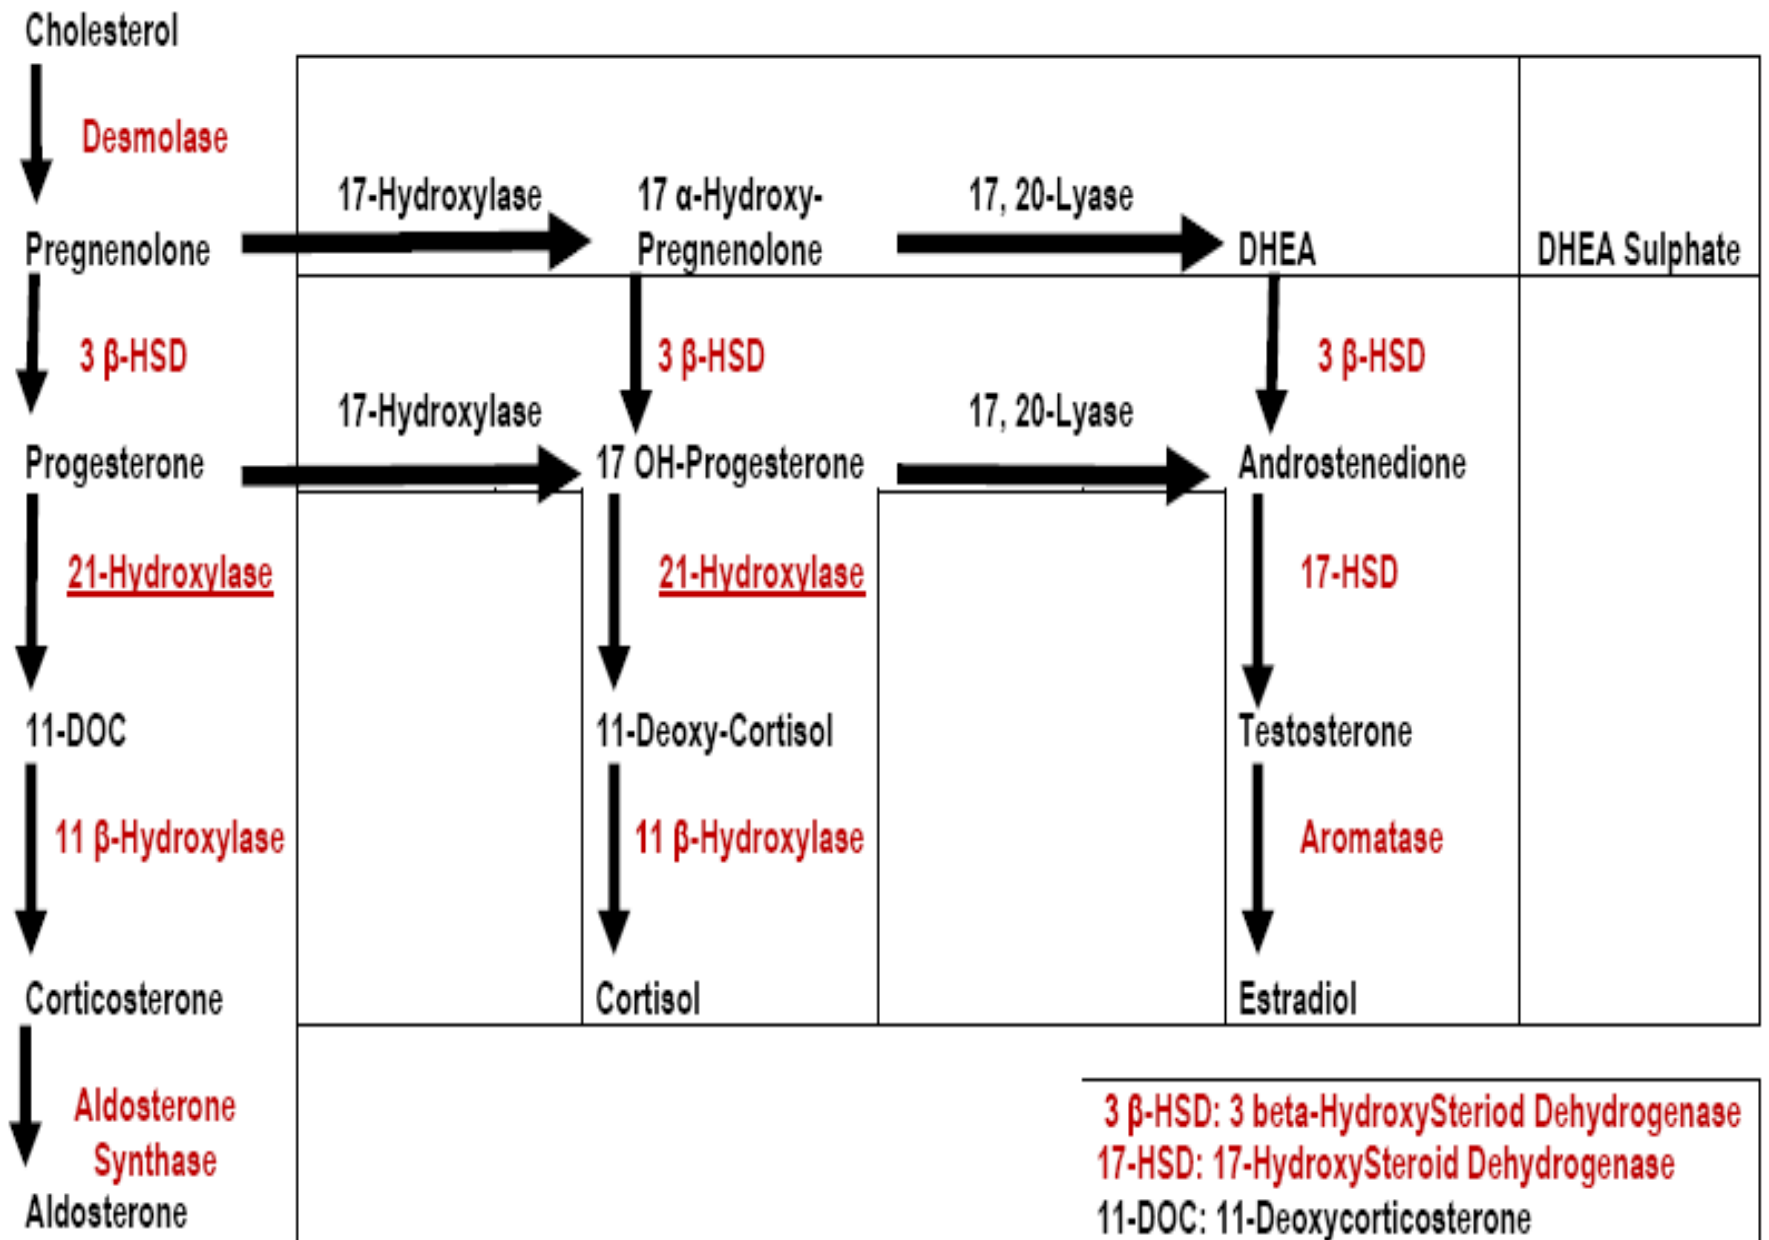 Cholesterol
Desmolase
17-Hydroxylase
17 α-Hydroxy-
Pregnenolone
17, 20-Lyase
Pregnenolone
DHEA
DHEA Sulphate
3 β-HSD
3 β-HSD
3 β-HSD
17-Hydroxylase
17, 20-Lyase
Progesterone
17 OH-Progesterone
Androstenedione
21-Hydroxylase
21-Hydroxylase
17-HSD
11-DOC
11-Deoxy-Cortisol
Testosterone
11 β-Hydroxylase
11 β-Hydroxylase
Aromatase
Corticosterone
Cortisol
Estradiol
Aldosterone
Synthase
Aldosterone
3 β-HSD: 3 beta-HydroxySteriod Dehydrogenase
17-HSD: 17-HydroxySteroid Dehydrogenase
11-DOC: 11-Deoxycorticosterone